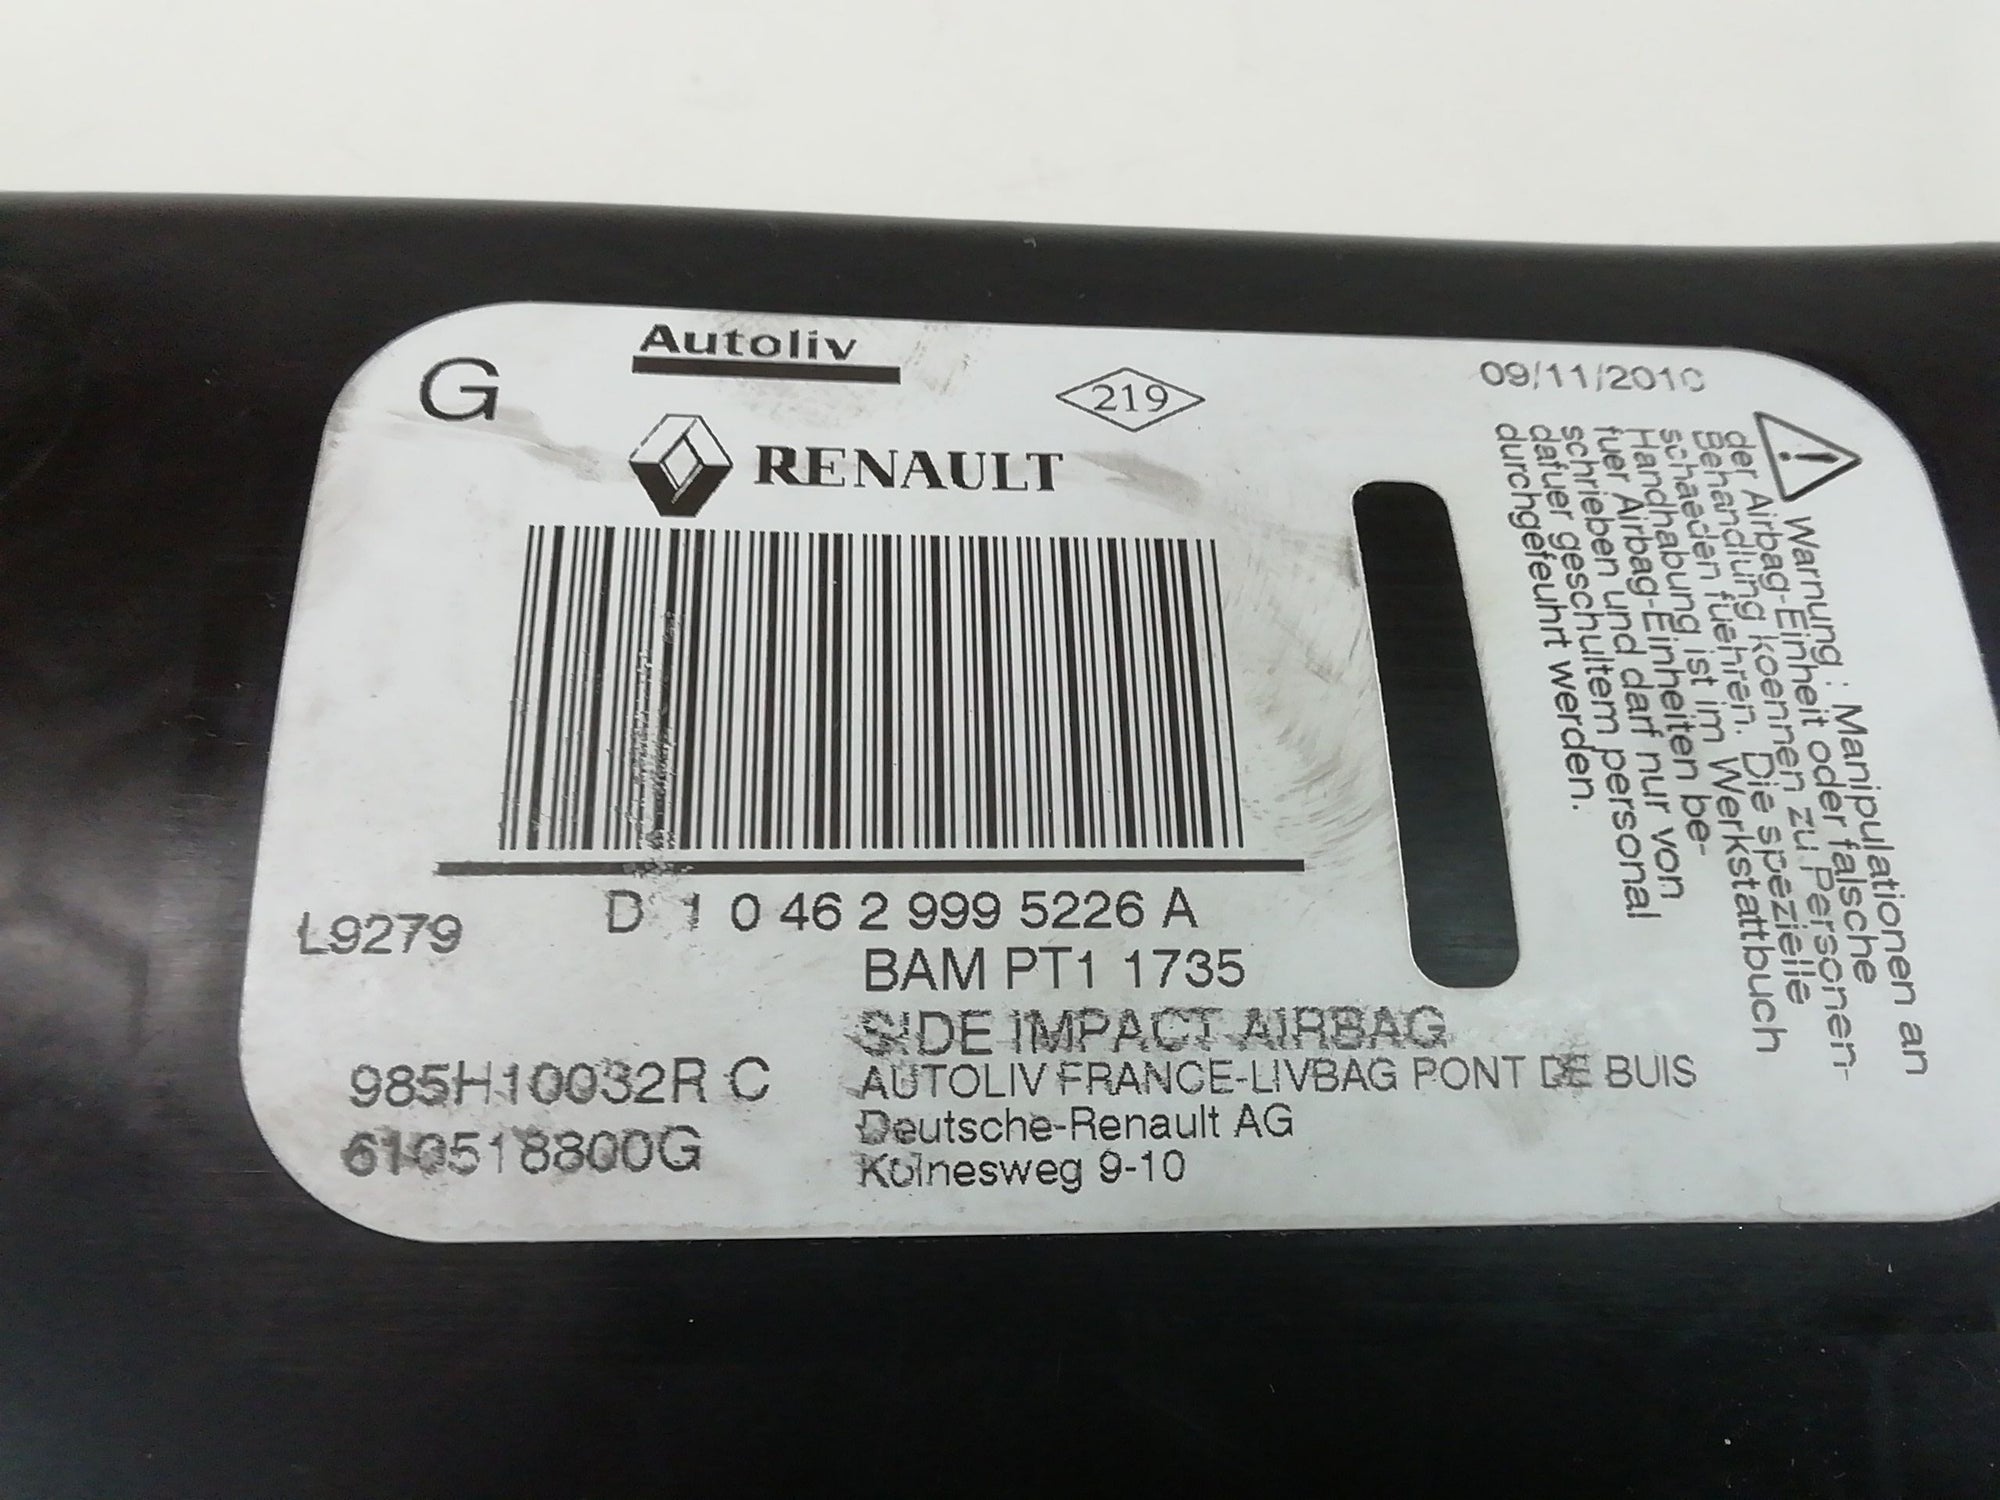 G
Autoliv
219
09/11/2010
RENAULT
D 1 0 46 2 999 5226 A
L9279
BAM PT1 1735
SIDE IMPACT AIRBAG
985H10032R C
AUTOLIV FRANCE-LIVBAG PONT DE BUIS
610518800G
Deutsche-Renault AG
Kölnesweg 9-10
Warnung : Manipulationen an
der Airbag-Einheit oder falsche
Behandlung koennen zu Personen-
schaeden fuehren. Die spezielle
Handhabung ist im Werkstattbuch
fuer Airbag-Einheiten be-
schrieben und darf nur von
dafuer geschultem personal
durchgefeuhrt werden.